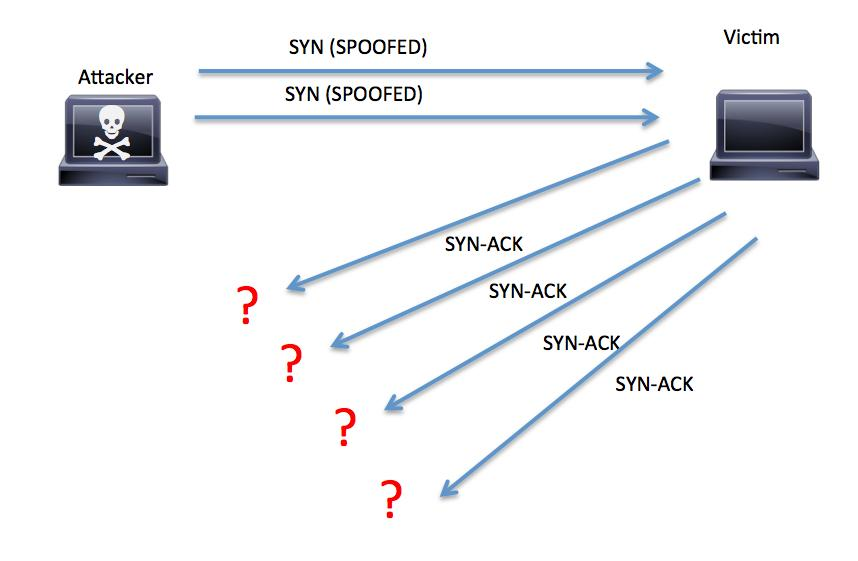 SYN (SPOOFED)
Victim
Attacker
SYN (SPOOFED)
SYN-ACK
?
SYN-ACK
?
SYN-ACK
?
SYN-ACK
?